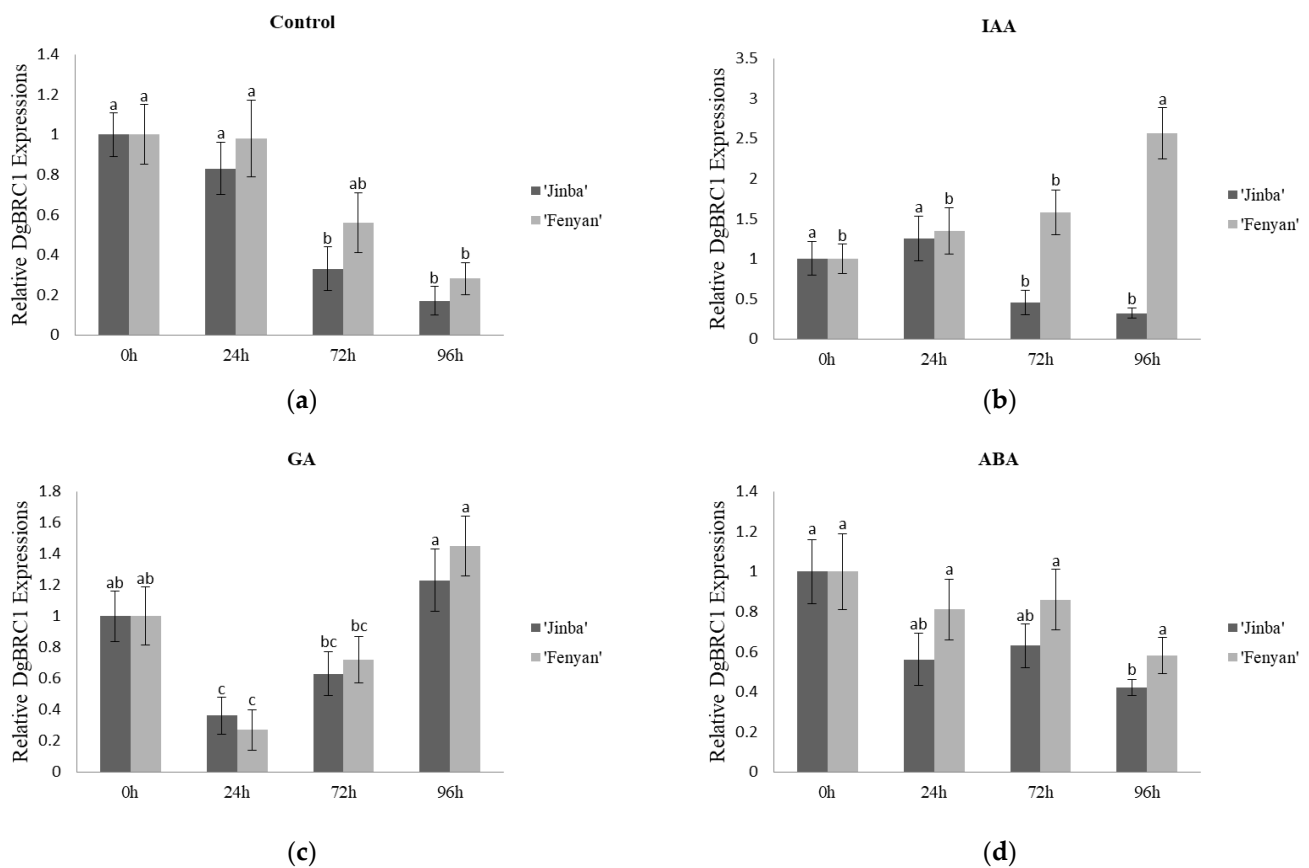 Control
Relative DgBRC1 Expressions
1.4
1.2
1
0.8
0.6
0.4
0.2
0
a a
a a
b ab
b b
0h 24h 72h 96h
'Jinba'
'Fenyan'
(a)
IAA
Relative DgBRC1 Expressions
3.5
3
2.5
2
1.5
1
0.5
0
a b
a b
b b
b a
0h 24h 72h 96h
'Jinba'
'Fenyan'
(b)
GA
Relative DgBRC1 Expressions
1.8
1.6
1.4
1.2
1
0.8
0.6
0.4
0.2
0
ab ab
c c
bc bc
a a
0h 24h 72h 96h
'Jinba'
'Fenyan'
(c)
ABA
Relative DgBRC1 Expressions
1.4
1.2
1
0.8
0.6
0.4
0.2
0
a a
ab a
ab a
b a
0h 24h 72h 96h
'Jinba'
'Fenyan'
(d)